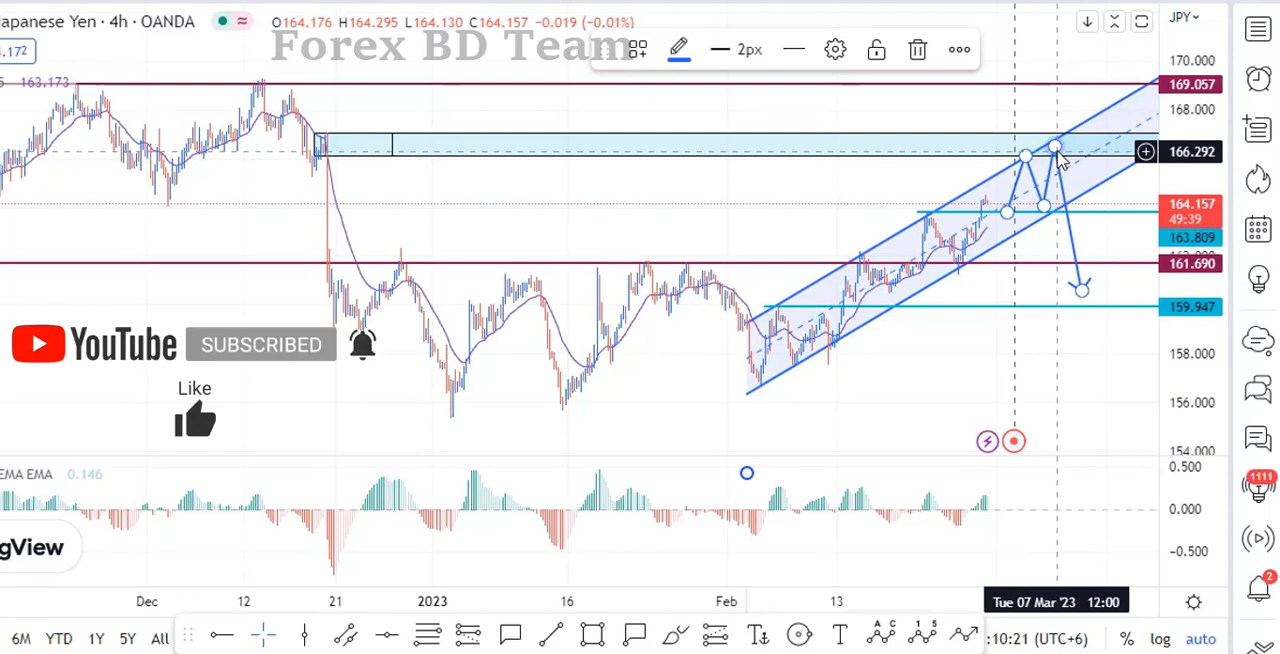 Japanese Yen · 4h · OANDA
O164.176 H164.295 L164.130 C164.157 -0.019 (-0.01%)
JPY
Forex BD Team
2px
163.173
170.000
169.057
168.000
166.292
164.157
49:39
163.809
161.690
159.947
158.000
156.000
154.000
YouTube SUBSCRIBED
Like
EMA EMA 0.146
0.500
0.000
-0.500
1111
gView
2
Dec 12 21 2023 16 Feb 13 Tue 07 Mar '23 12:00
6M YTD 1Y 5Y All
T
A C
1 5
:10:21 (UTC+6) % log auto